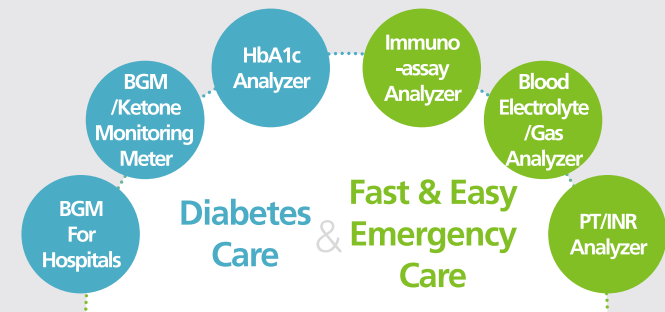 HbA1c
Analyzer
Immuno
-assay
Analyzer
BGM
/Ketone
Monitoring
Meter
Blood
Electrolyte
/Gas
Analyzer
BGM
For
Hospitals
Diabetes
Care
&
Fast & Easy
Emergency
Care
PT/INR
Analyzer